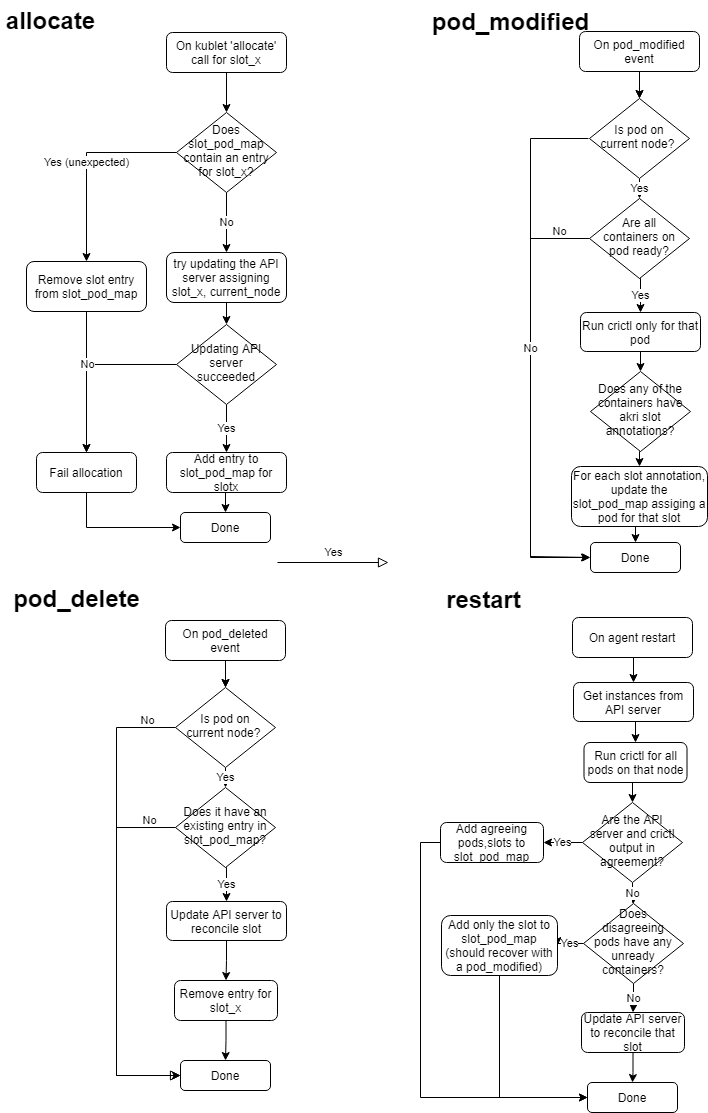 allocate
On kublet 'allocate'
call for slot_x
Does
slot_pod_map
contain an entry
for slot_x?
Yes (unexpected)
No
Remove slot entry
from slot_pod_map
try updating the API
server assigning
slot_x, current_node
Updating API
server
succeeded
No
Yes
Fail allocation
Add entry to
slot_pod_map for
slotx
Done
Yes
pod_modified
On pod_modified
event
Is pod on
current node?
Yes
Are all
containers on
pod ready?
No
Yes
Run crictl only for that
pod
No
Does any of the
containers have
akri slot
annotations?
For each slot annotation,
update the
slot_pod_map assiging a
pod for that slot
Done
pod_delete
On pod_deleted
event
Is pod on
current node?
No
Yes
Does it have an
existing entry in
slot_pod_map?
No
Yes
Update API server to
reconcile slot
Remove entry for
slot_x
Done
restart
On agent restart
Get instances from
API server
Run crictl for all
pods on that node
Are the API
server and crictl
output in
agreement?
Yes
Add agreeing
pods,slots to
slot_pod_map
No
Does
disagreeing
pods have any
unready
containers?
Yes
Add only the slot to
slot_pod_map
(should recover with
a pod_modified)
No
Update API server
to reconcile that
slot
Done